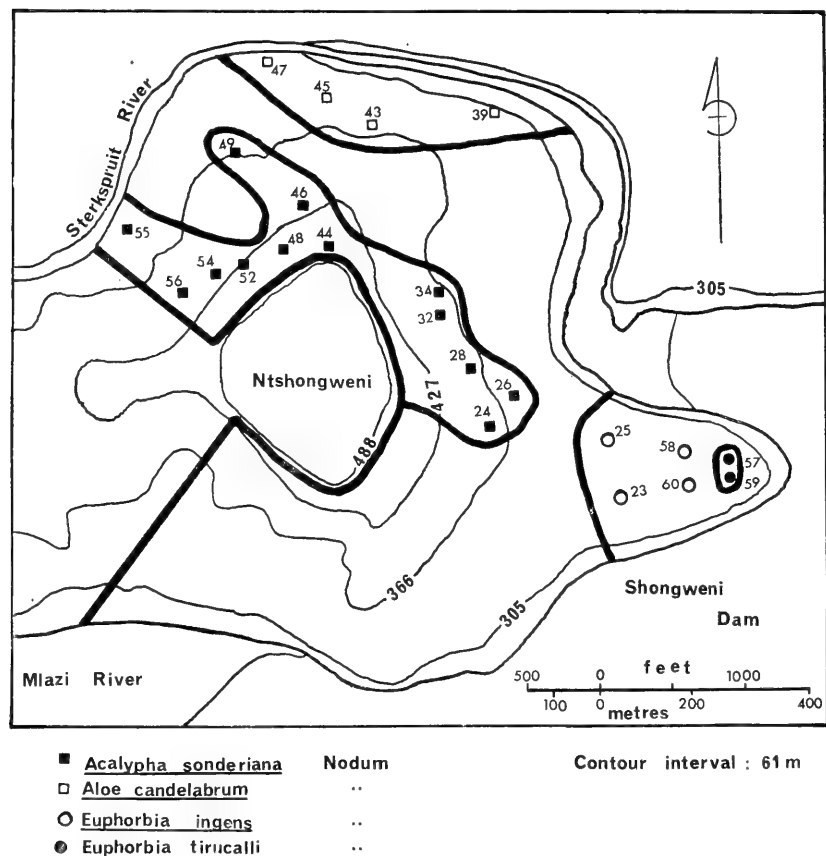 47
45
43
39
Sterkspruit River
49
46
55
48
44
54
52
56
34
32
305
28
427
26
Ntshongweni
24
25
58
57
488
60
59
23
366
305
Shongweni
Dam
Mlazi River
feet
500 0 1000
100 0 200 400
metres
Acalypha sonderiana Nodum Contour interval : 61 m
Aloe candelabrum ..
Euphorbia ingens ..
Euphorbia tirucalli ..